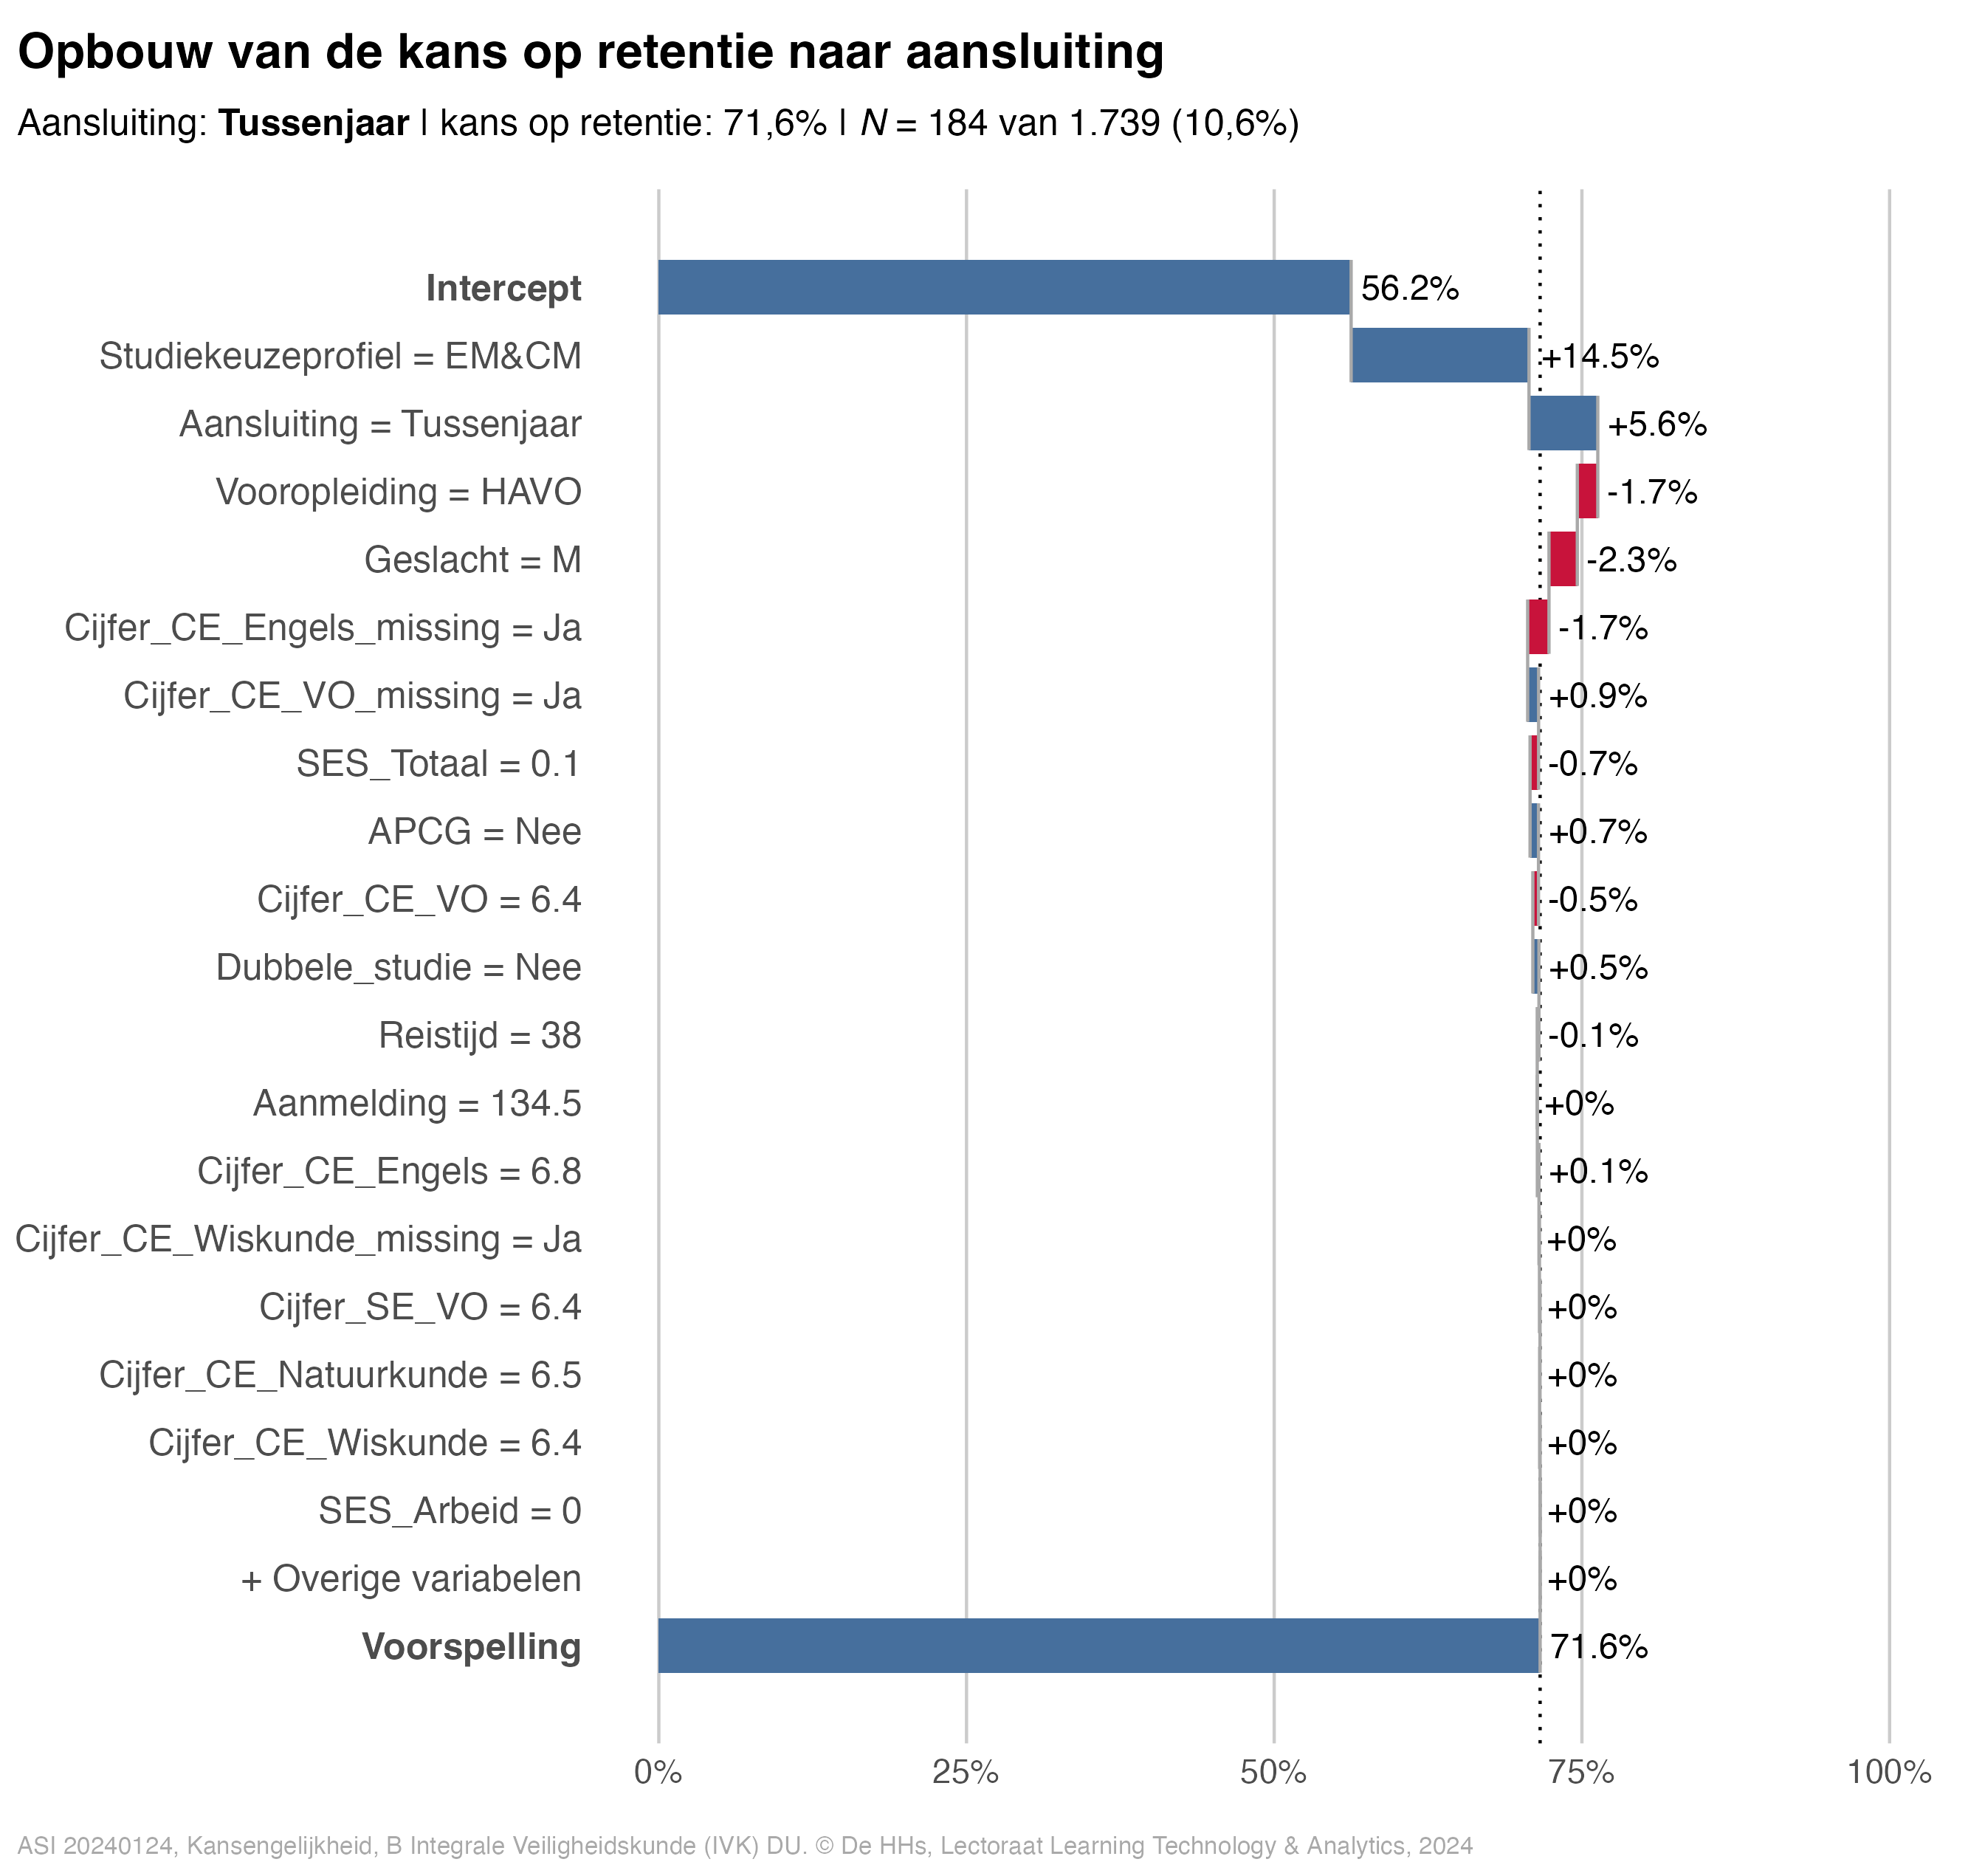 Opbouw van de kans op retentie naar aansluiting
Aansluiting: Tussenjaar | kans op retentie: 71,6% | N = 184 van 1.739 (10,6%)
Intercept 56.2%
Studiekeuzeprofiel = EM&CM +14.5%
Aansluiting = Tussenjaar +5.6%
Vooropleiding = HAVO -1.7%
Geslacht = M -2.3%
Cijfer_CE_Engels_missing = Ja -1.7%
Cijfer_CE_VO_missing = Ja +0.9%
SES_Totaal = 0.1 -0.7%
APCG = Nee +0.7%
Cijfer_CE_VO = 6.4 -0.5%
Dubbele_studie = Nee +0.5%
Reistijd = 38 -0.1%
Aanmelding = 134.5 +0%
Cijfer_CE_Engels = 6.8 +0.1%
Cijfer_CE_Wiskunde_missing = Ja +0%
Cijfer_SE_VO = 6.4 +0%
Cijfer_CE_Natuurkunde = 6.5 +0%
Cijfer_CE_Wiskunde = 6.4 +0%
SES_Arbeid = 0 +0%
+ Overige variabelen +0%
Voorspelling 71.6%
0% 25% 50% 75% 100%
ASI 20240124, Kansengelijkheid, B Integrale Veiligheidskunde (IVK) DU. © De HHs, Lectoraat Learning Technology & Analytics, 2024